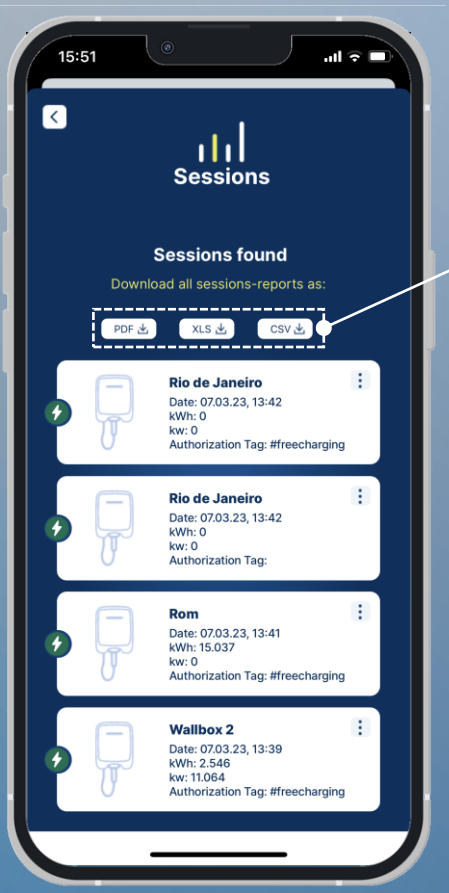 15:51
Sessions
Sessions found
Download all sessions-reports as:
PDF XLS CSV
Rio de Janeiro
Date: 07.03.23, 13:42
kWh: 0
kw: 0
Authorization Tag: #freecharging
Rio de Janeiro
Date: 07.03.23, 13:42
kWh: 0
kw: 0
Authorization Tag:
Rom
Date: 07.03.23, 13:41
kWh: 15.037
kw: 0
Authorization Tag: #freecharging
Wallbox 2
Date: 07.03.23, 13:39
kWh: 2.546
kw: 11.064
Authorization Tag: #freecharging